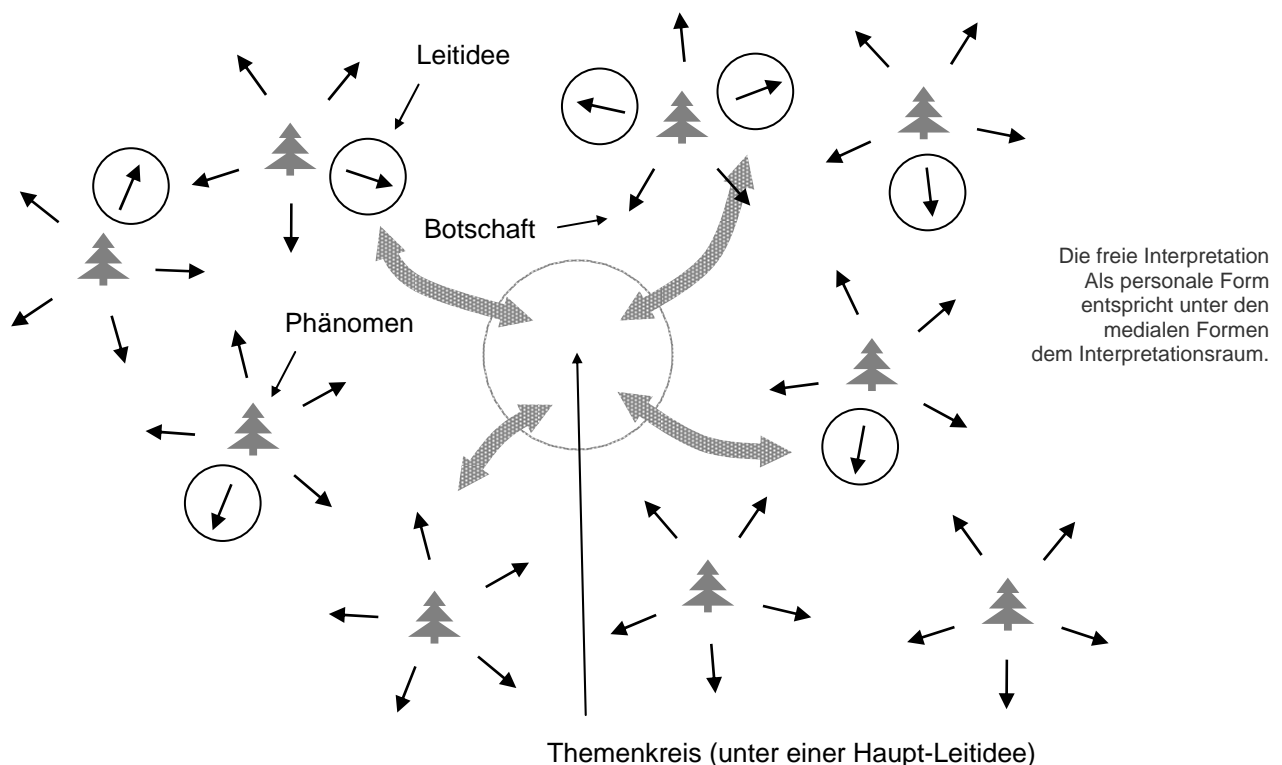 Leitidee
Botschaft
Die freie Interpretation
Als personale Form
entspricht unter den
medialen Formen
dem Interpretationsraum.
Phänomen
Themenkreis (unter einer Haupt-Leitidee)